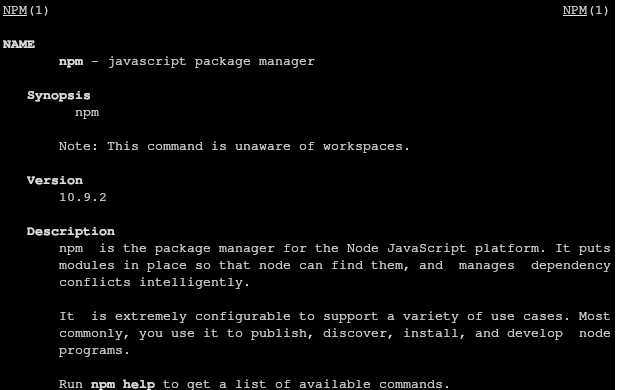 NPM(1) NPM(1)
NAME
npm - javascript package manager
Synopsis
npm
Note: This command is unaware of workspaces.
Version
10.9.2
Description
npm  is the package manager for the Node JavaScript platform. It puts
modules in place so that node can find them, and  manages  dependency
conflicts intelligently.
It  is extremely configurable to support a variety of use cases. Most
commonly, you use it to publish, discover, install, and develop  node
programs.
Run npm help to get a list of available commands.